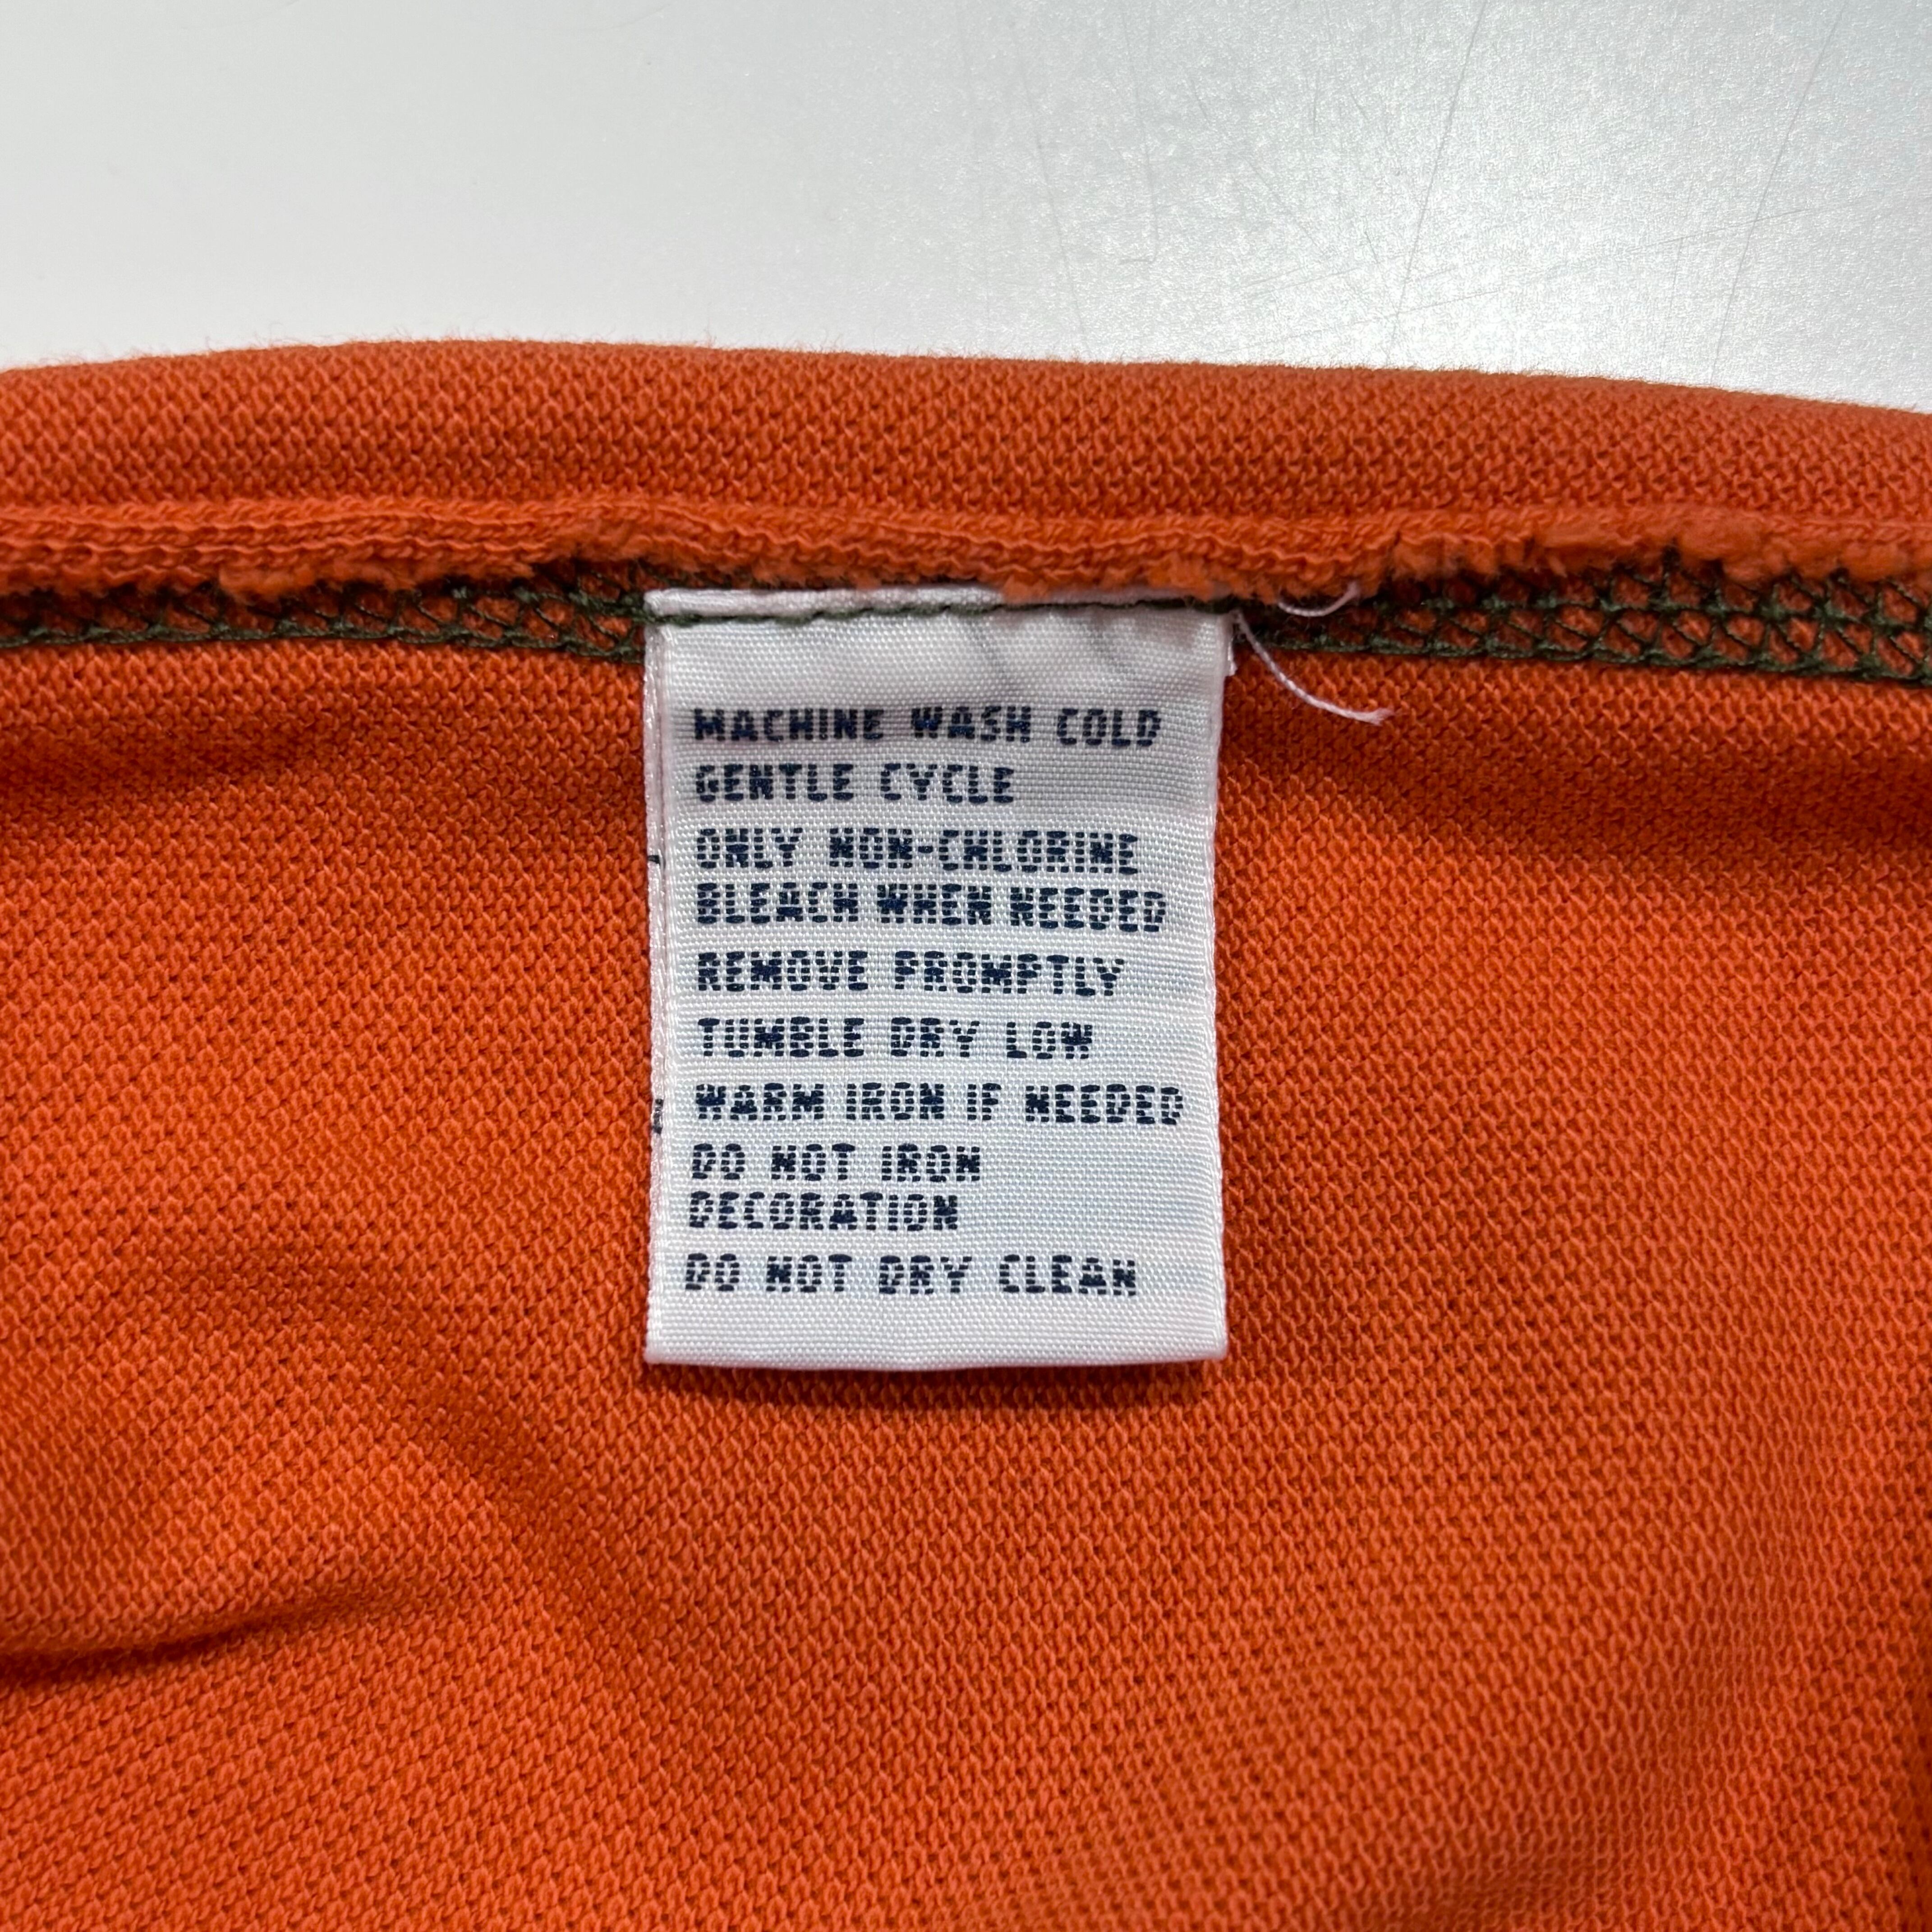 MACHINE WASH COLD
GENTLE CYCLE
ONLY NON-CHLORINE
BLEACH WHEN NEEDED
REMOVE PROMPTLY
TUMBLE DRY LOW
WARM IRON IF NEEDED
DO NOT IRON
DECORATION
DO NOT DRY CLEAN